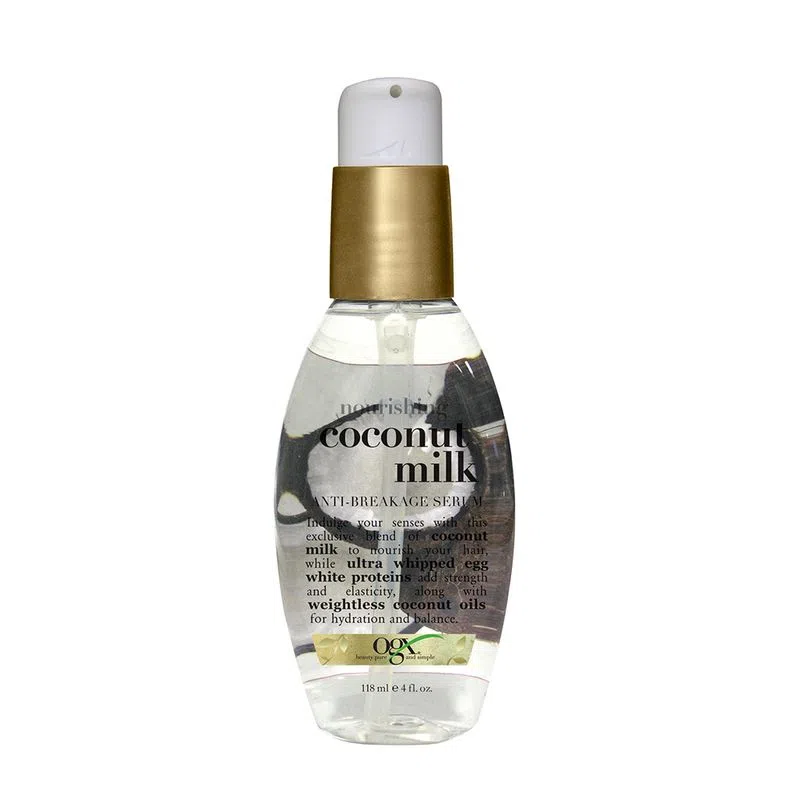 nourishing
coconut
milk
ANTI-BREAKAGE SERUM
Indulge your senses with this
exclusive blend of coconut
milk to nourish your hair,
while ultra whipped egg
white proteins add strength
and elasticity, along with
weightless coconut oils
for hydration and balance.
ogx
beauty pure and simple
118 ml e 4 fl. oz.